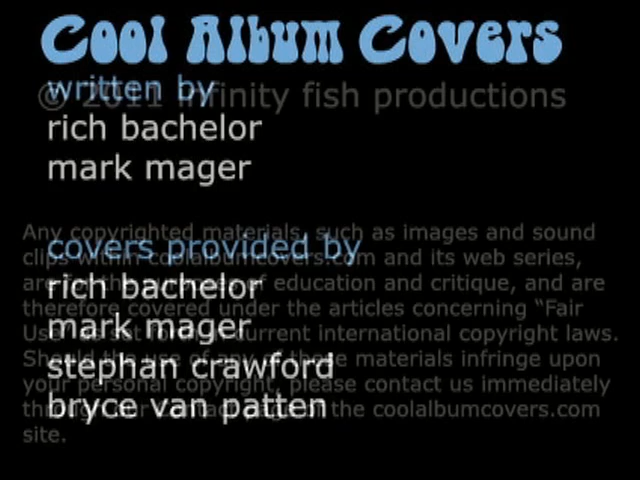 Cool Album Covers
written by
© 2011 infinity fish productions
rich bachelor
mark mager
Any copyrighted materials, such as images and sound
covers provided by
clips within coolalbumcovers.com and its web series,
are for the purposes of education and critique, and are
rich bachelor
therefore covered under the articles concerning “Fair
mark mager
Use” as set forth current international copyright laws.
Should the use of any of those materials infringe upon
stephan crawford
your personal copyright, please contact us immediately
bryce van patten
through our contact page of the coolalbumcovers.com
site.